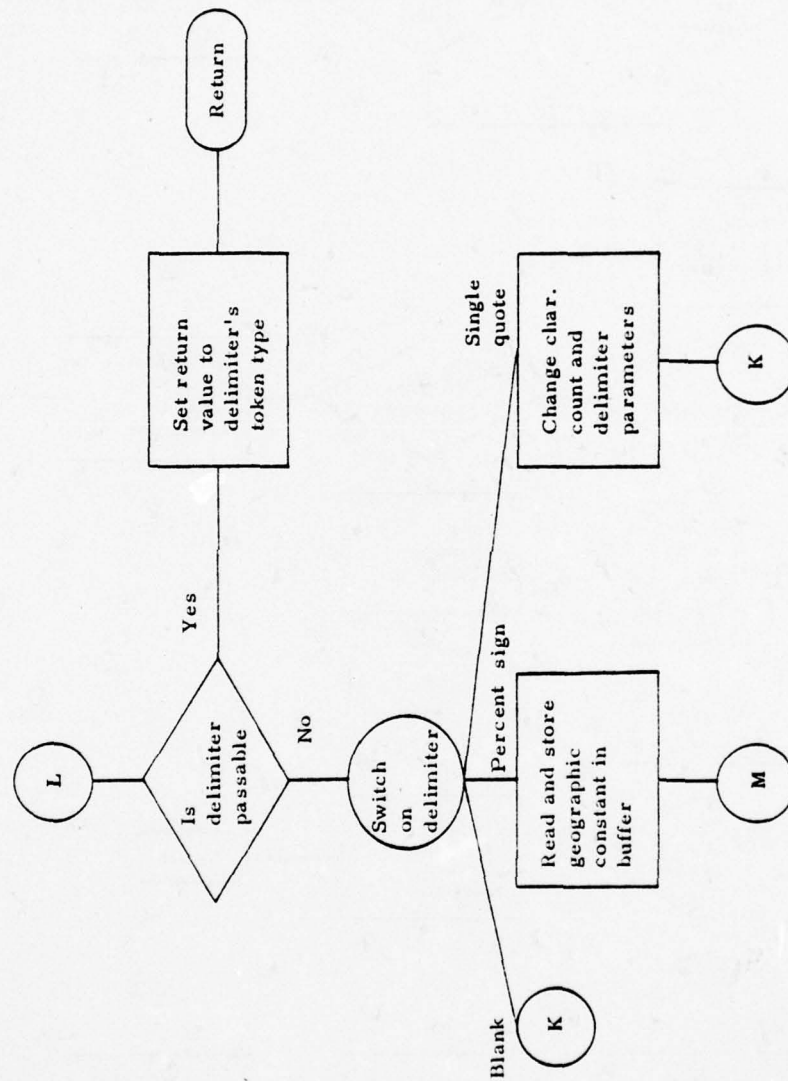 L
Is
delimiter
passable
Yes
Set return
value to
delimiter's
token type
Return
No
Switch
on
delimiter
Blank
Percent sign
Single
quote
K
Read and store
geographic
constant in
buffer
Change char.
count and
delimiter
parameters
M
K